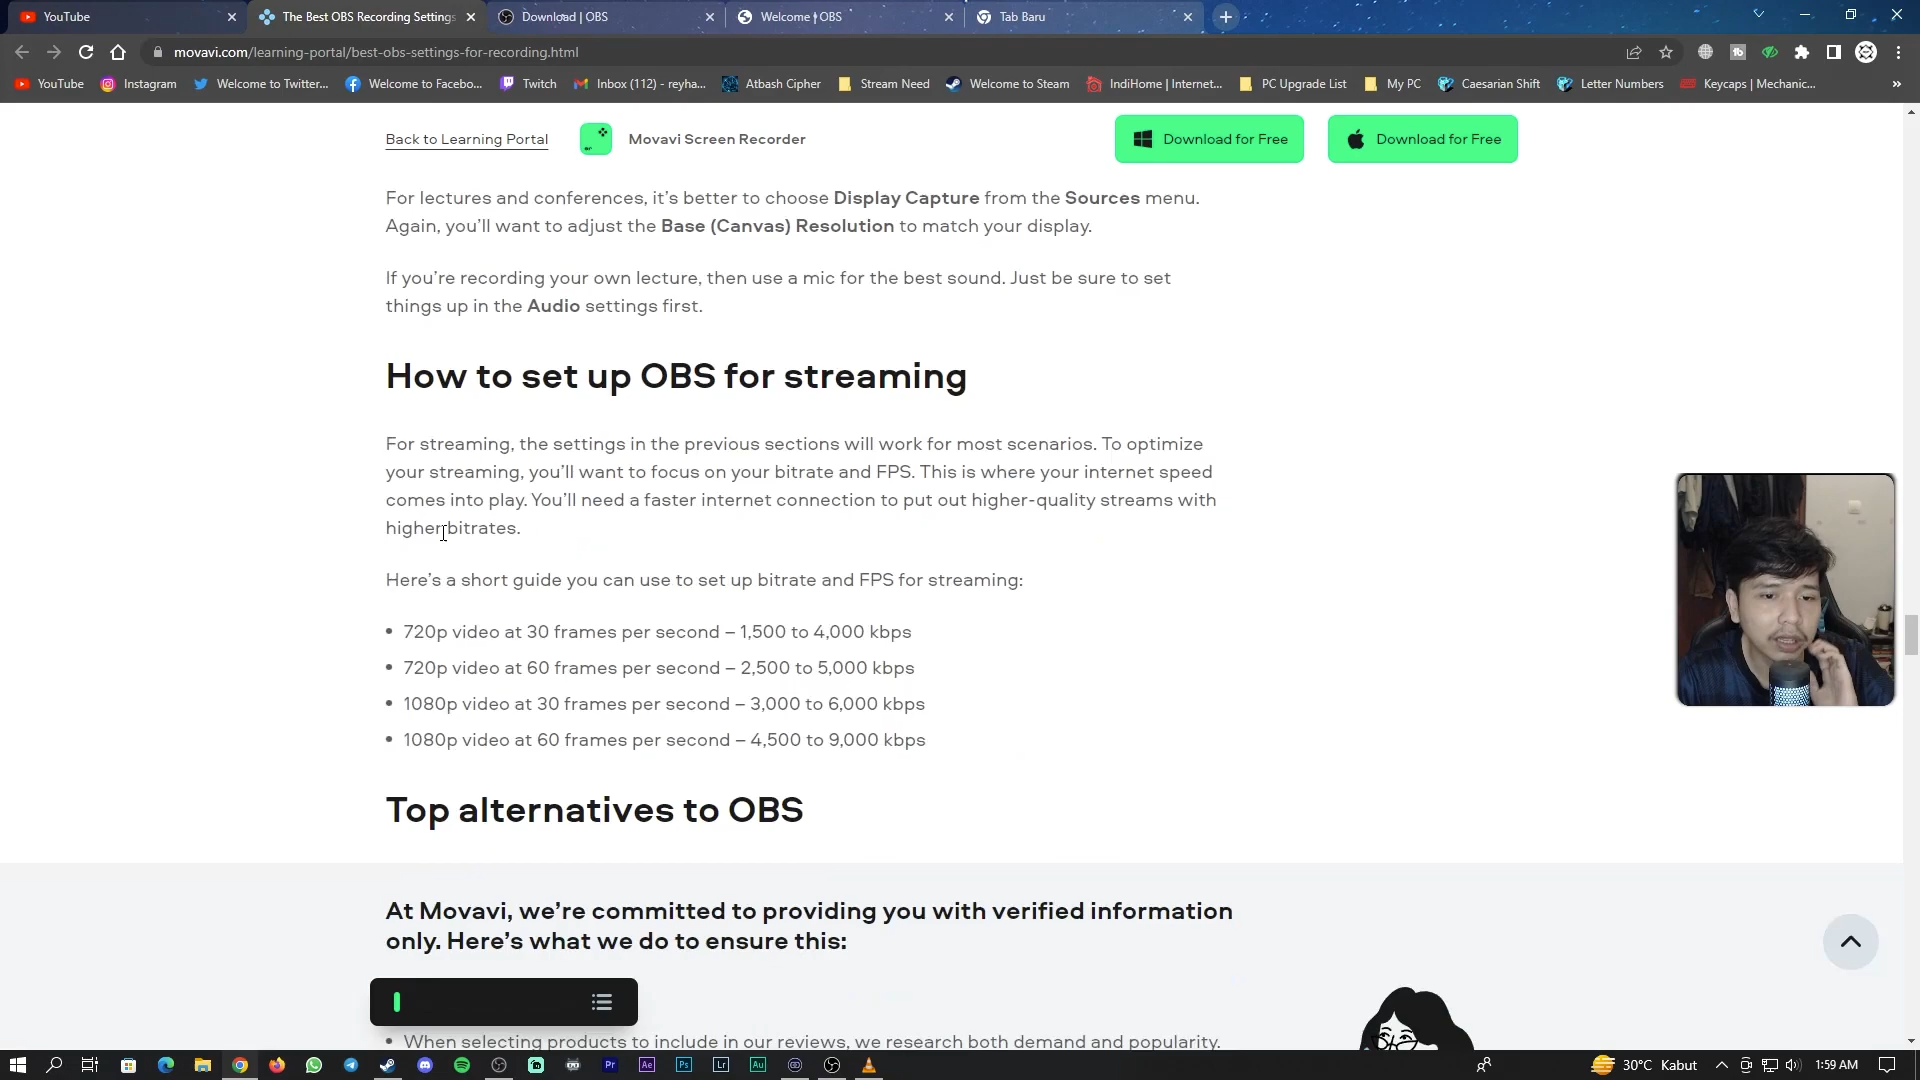 YouTube
The Best OBS Recording Settings
Download | OBS
Welcome | OBS
Tab Baru
movavi.com/learning-portal/best-obs-settings-for-recording.html
YouTube
Instagram
Welcome to Twitter...
Welcome to Facebo...
Twitch
Inbox (112) - reyha...
Atbash Cipher
Stream Need
Welcome to Steam
IndiHome | Internet...
PC Upgrade List
My PC
Caesarian Shift
Letter Numbers
Keycaps | Mechanic...
Back to Learning Portal
Movavi Screen Recorder
Download for Free
Download for Free
For lectures and conferences, it's better to choose Display Capture from the Sources menu.
Again, you'll want to adjust the Base (Canvas) Resolution to match your display.
If you're recording your own lecture, then use a mic for the best sound. Just be sure to set
things up in the Audio settings first.
How to set up OBS for streaming
For streaming, the settings in the previous sections will work for most scenarios. To optimize
your streaming, you'll want to focus on your bitrate and FPS. This is where your internet speed
comes into play. You'll need a faster internet connection to put out higher-quality streams with
higher bitrates.
Here's a short guide you can use to set up bitrate and FPS for streaming:
• 720p video at 30 frames per second – 1,500 to 4,000 kbps
• 720p video at 60 frames per second – 2,500 to 5,000 kbps
• 1080p video at 30 frames per second – 3,000 to 6,000 kbps
• 1080p video at 60 frames per second – 4,500 to 9,000 kbps
Top alternatives to OBS
At Movavi, we're committed to providing you with verified information
only. Here's what we do to ensure this:
• When selecting products to include in our reviews, we research both demand and popularity.
Pr
Ae
Ps
Lr
Au
30°C Kabut
1:59 AM